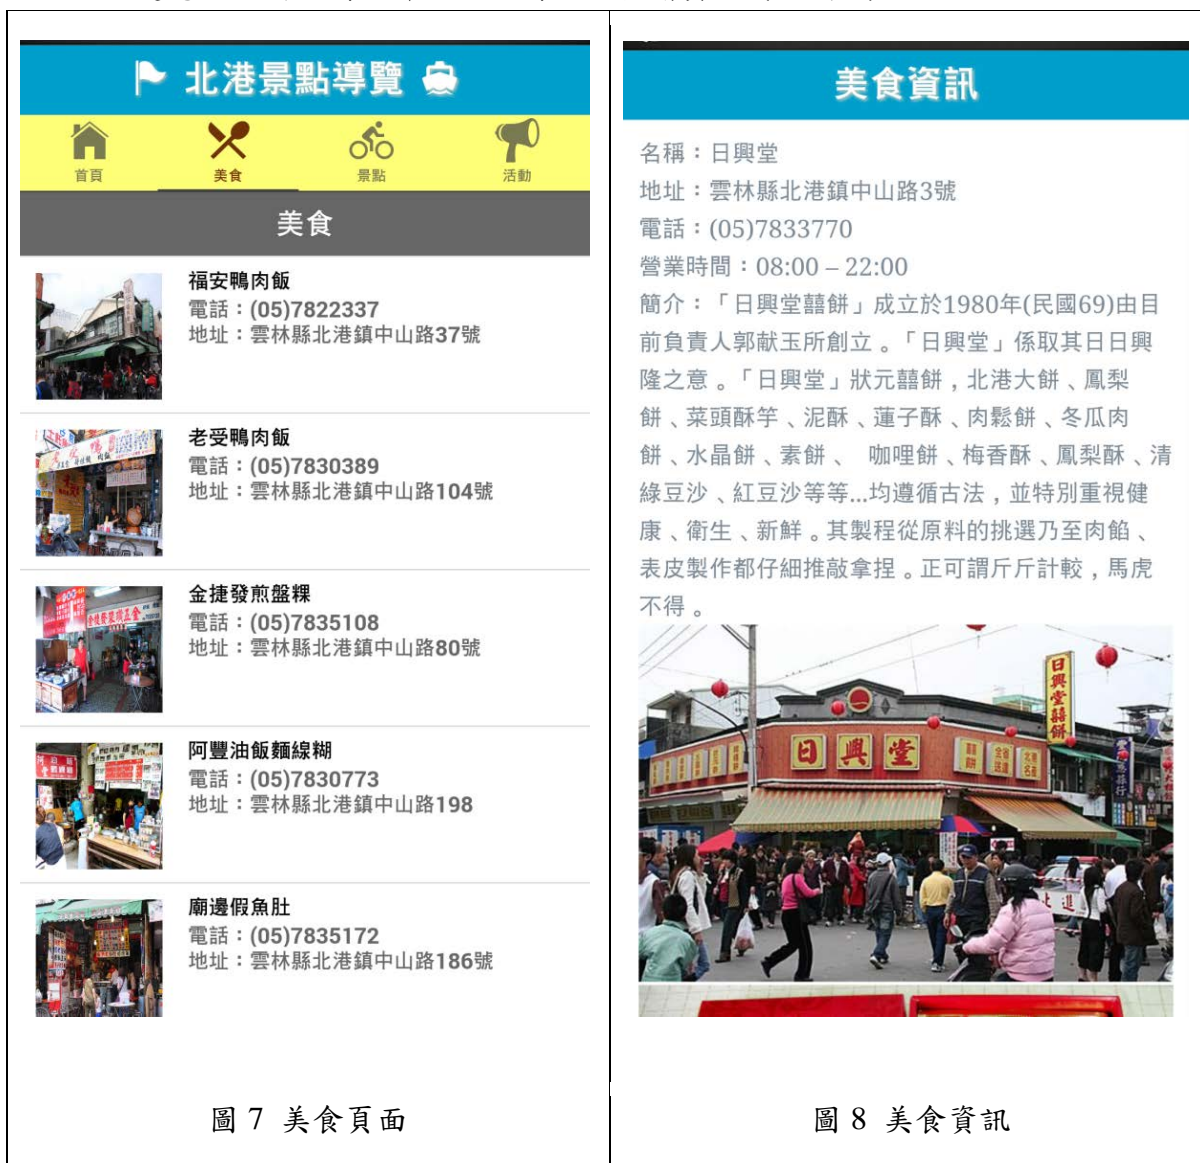 北港景點導覽
首頁
美食
景點
活動
美食
福安鴨肉飯
電話：(05)7822337
地址：雲林縣北港鎮中山路37號
老受鴨肉飯
電話：(05)7830389
地址：雲林縣北港鎮中山路104號
金捷發煎盤粿
電話：(05)7835108
地址：雲林縣北港鎮中山路80號
阿豐油飯麵線糊
電話：(05)7830773
地址：雲林縣北港鎮中山路198
廟邊假魚肚
電話：(05)7835172
地址：雲林縣北港鎮中山路186號
圖 7 美食頁面
美食資訊
名稱：日興堂
地址：雲林縣北港鎮中山路3號
電話：(05)7833770
營業時間：08:00 – 22:00
簡介：「日興堂囍餅」成立於1980年(民國69)由目
前負責人郭献玉所創立。「日興堂」係取其日日興
隆之意。「日興堂」狀元囍餅，北港大餅、鳳梨
餅、菜頭酥竽、泥酥、蓮子酥、肉鬆餅、冬瓜肉
餅、水晶餅、素餅、 咖哩餅、梅香酥、鳳梨酥、清
綠豆沙、紅豆沙等等...均遵循古法，並特別重視健
康、衛生、新鮮。其製程從原料的挑選乃至肉餡、
表皮製作都仔細推敲拿捏。正可謂斤斤計較，馬虎
不得。
日興堂囍餅
日興堂
圖 8 美食資訊